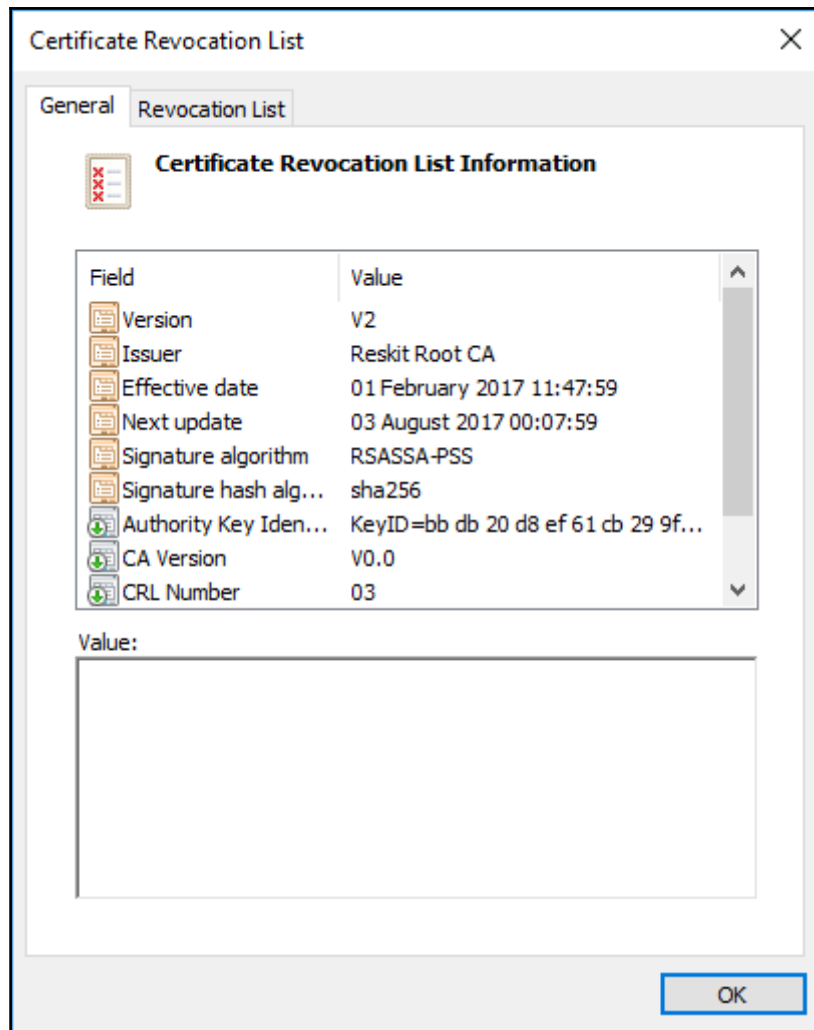 Certificate Revocation List
General Revocation List
Certificate Revocation List Information
Field Value
Version V2
Issuer Reskit Root CA
Effective date 01 February 2017 11:47:59
Next update 03 August 2017 00:07:59
Signature algorithm RSASSA-PSS
Signature hash alg... sha256
Authority Key Iden... KeyID=bb db 20 d8 ef 61 cb 29 9f...
CA Version V0.0
CRL Number 03
Value:
OK